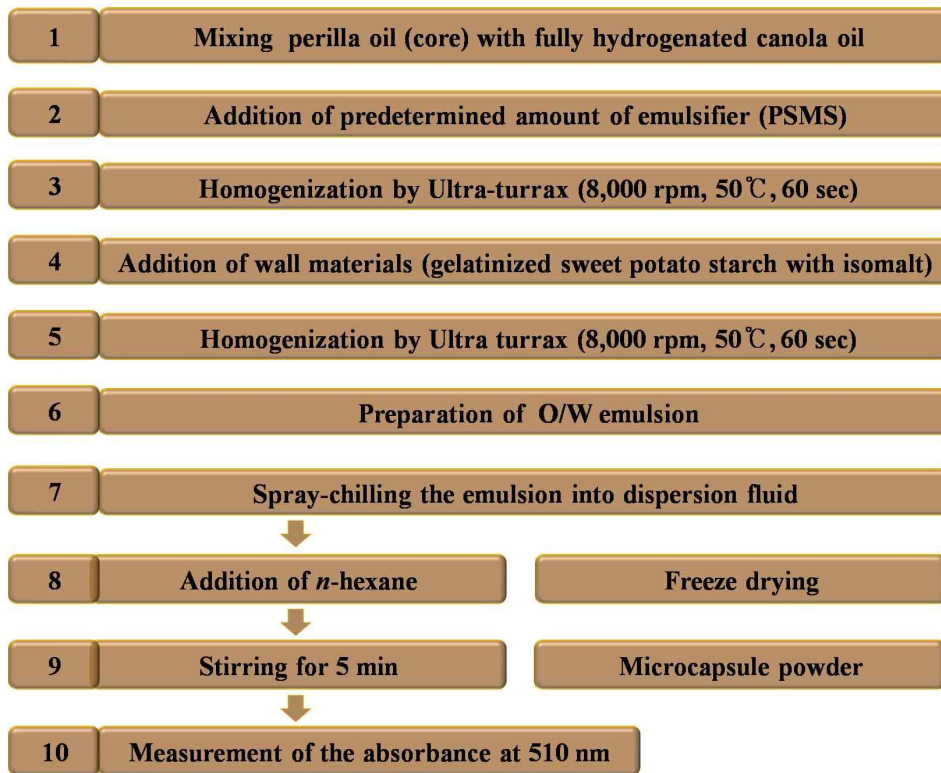 1 Mixing perilla oil (core) with fully hydrogenated canola oil
2 Addition of predetermined amount of emulsifier (PSMS)
3 Homogenization by Ultra-turrax (8,000 rpm, 50℃, 60 sec)
4 Addition of wall materials (gelatinized sweet potato starch with isomalt)
5 Homogenization by Ultra turrax (8,000 rpm, 50℃, 60 sec)
6 Preparation of O/W emulsion
7 Spray-chilling the emulsion into dispersion fluid
8 Addition of n-hexane Freeze drying
9 Stirring for 5 min Microcapsule powder
10 Measurement of the absorbance at 510 nm